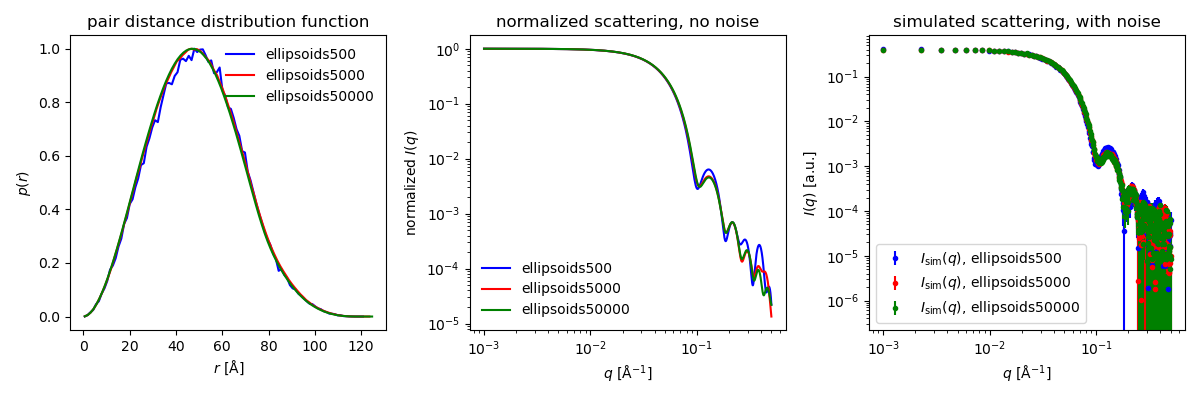 pair distance distribution function
p(r)
1.0
0.8
0.6
0.4
0.2
0.0
ellipsoids500
ellipsoids5000
ellipsoids50000
0 20 40 60 80 100 120
r [Å]
normalized scattering, no noise
normalized I(q)
10⁰
10⁻¹
10⁻²
10⁻³
10⁻⁴
10⁻⁵
ellipsoids500
ellipsoids5000
ellipsoids50000
10⁻³ 10⁻² 10⁻¹
q [Å⁻¹]
simulated scattering, with noise
I(q) [a.u.]
10⁻¹
10⁻²
10⁻³
10⁻⁴
10⁻⁵
10⁻⁶
I_sim(q), ellipsoids500
I_sim(q), ellipsoids5000
I_sim(q), ellipsoids50000
10⁻³ 10⁻² 10⁻¹
q [Å⁻¹]